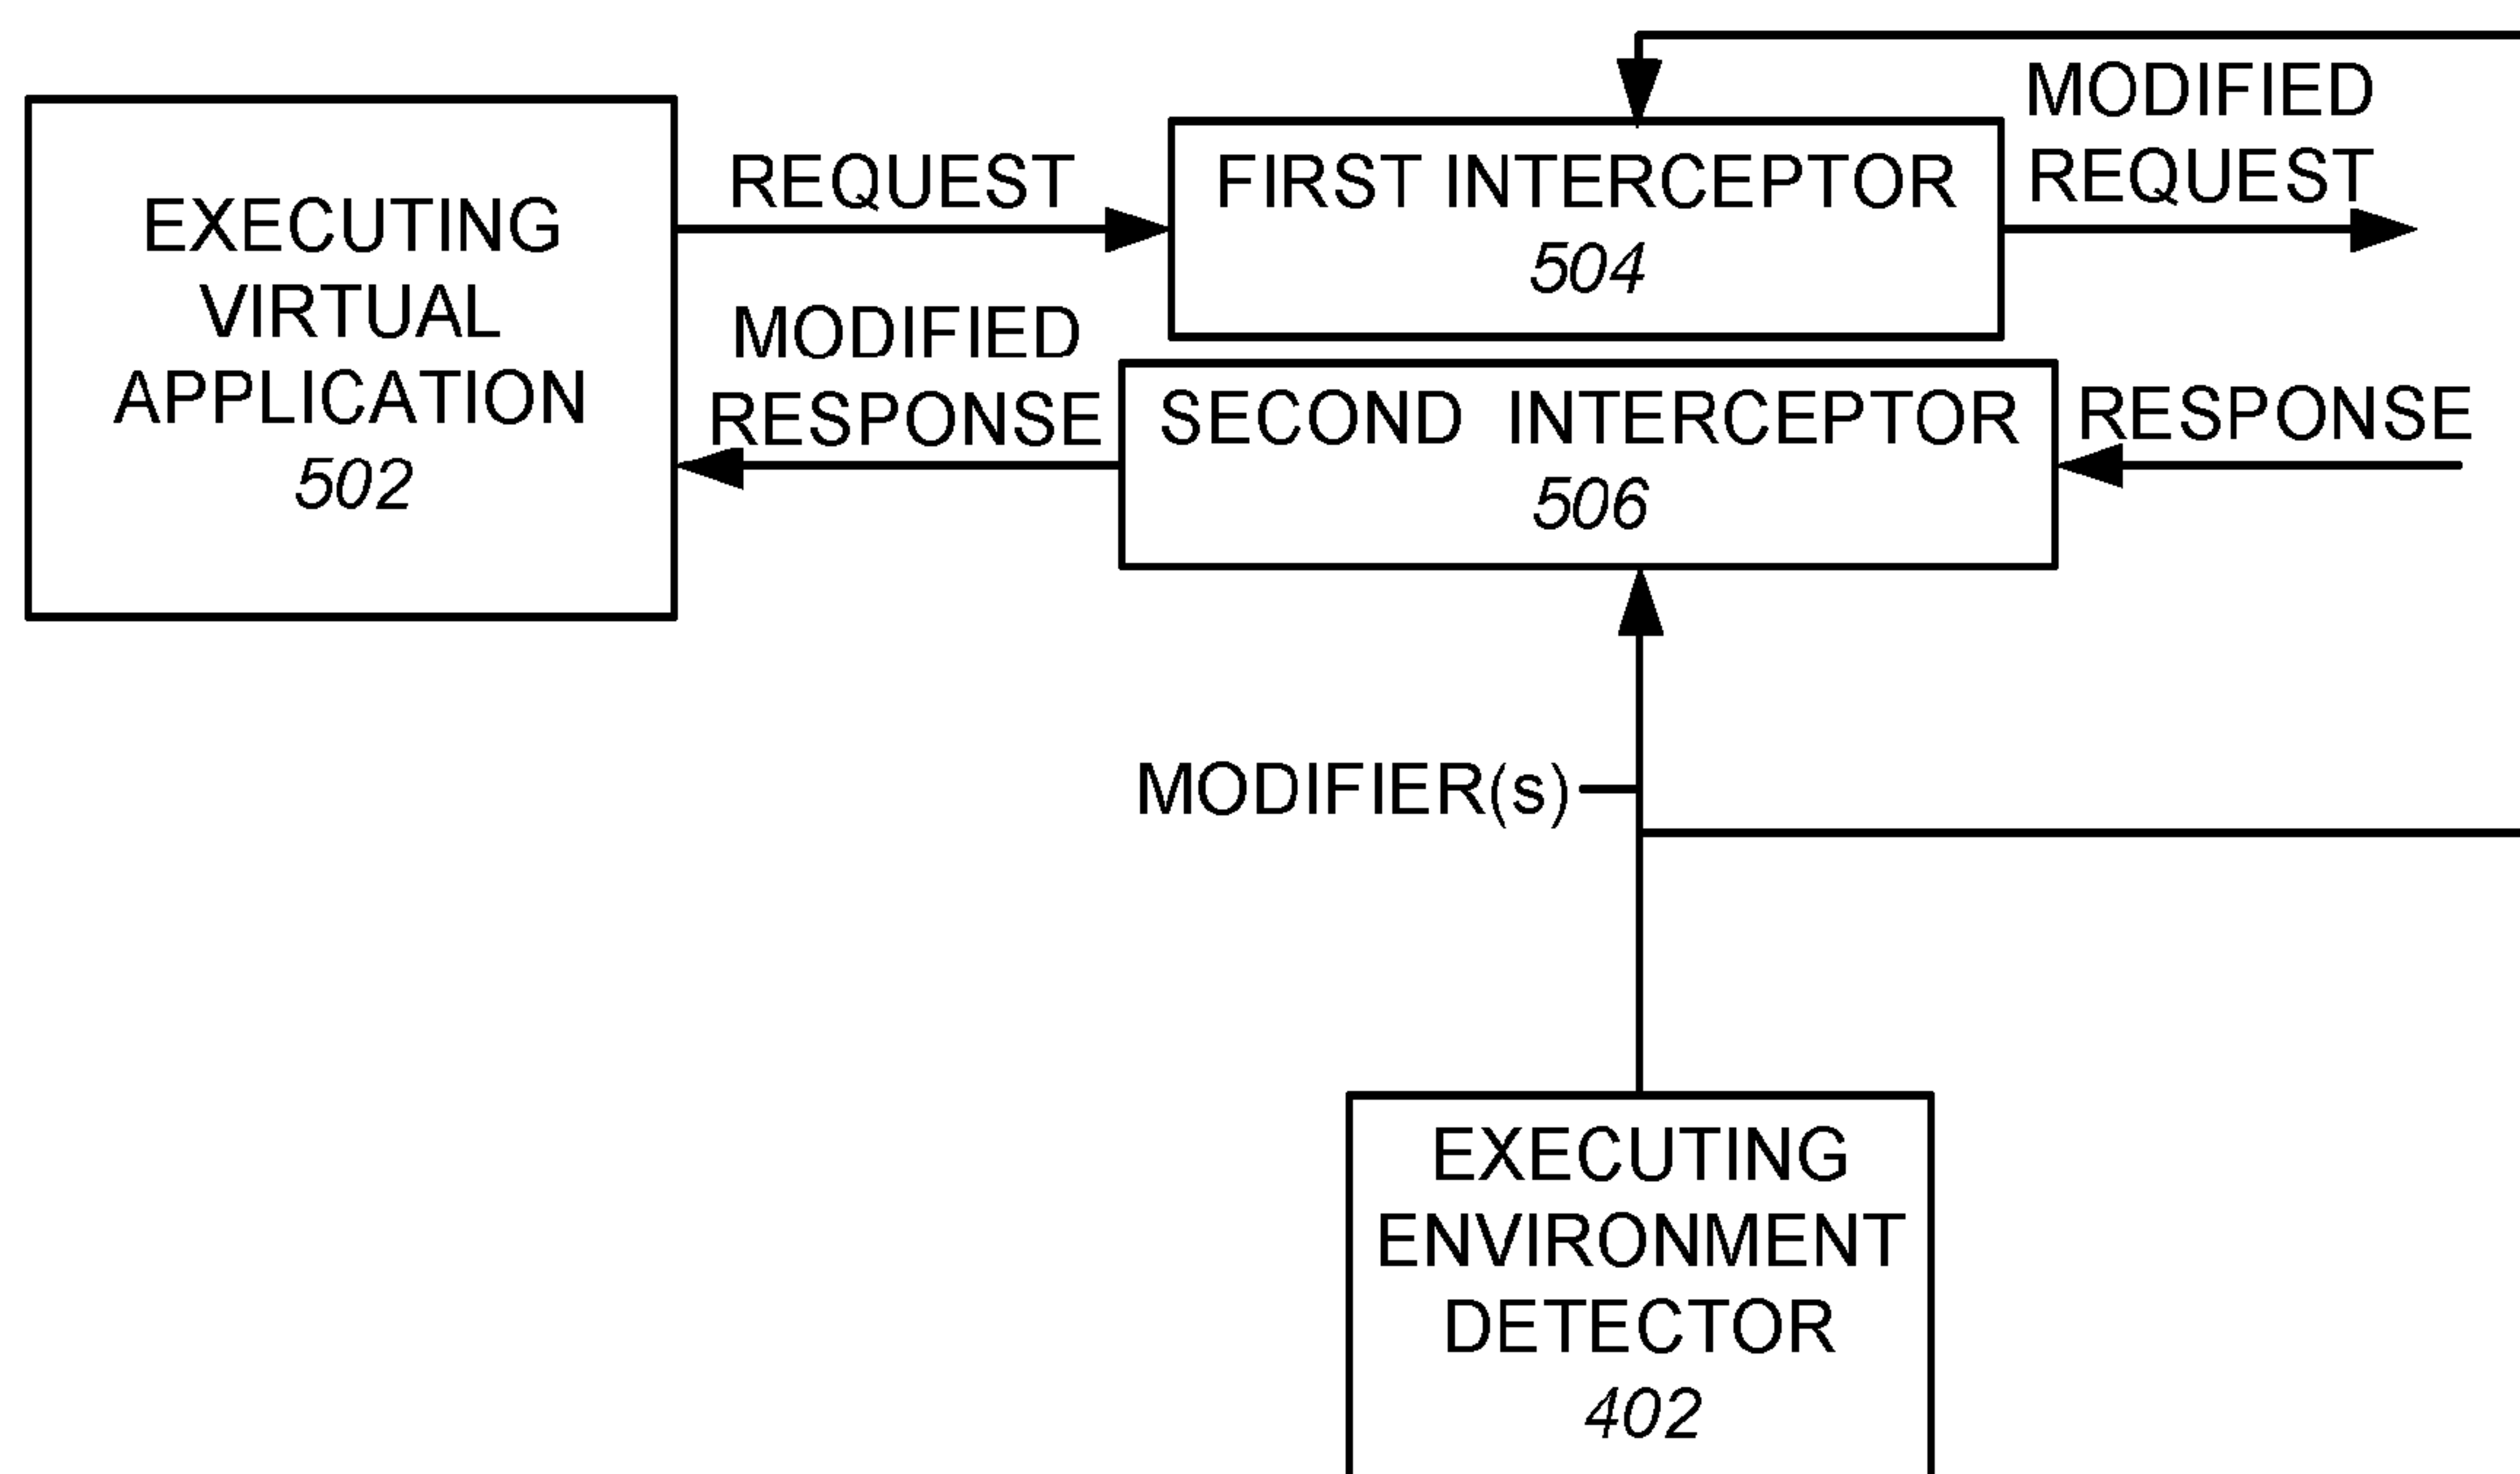 EXECUTING
VIRTUAL
APPLICATION
502
REQUEST
FIRST INTERCEPTOR
504
MODIFIED
REQUEST
MODIFIED
RESPONSE
SECOND INTERCEPTOR
506
RESPONSE
MODIFIER(s)
EXECUTING
ENVIRONMENT
DETECTOR
402